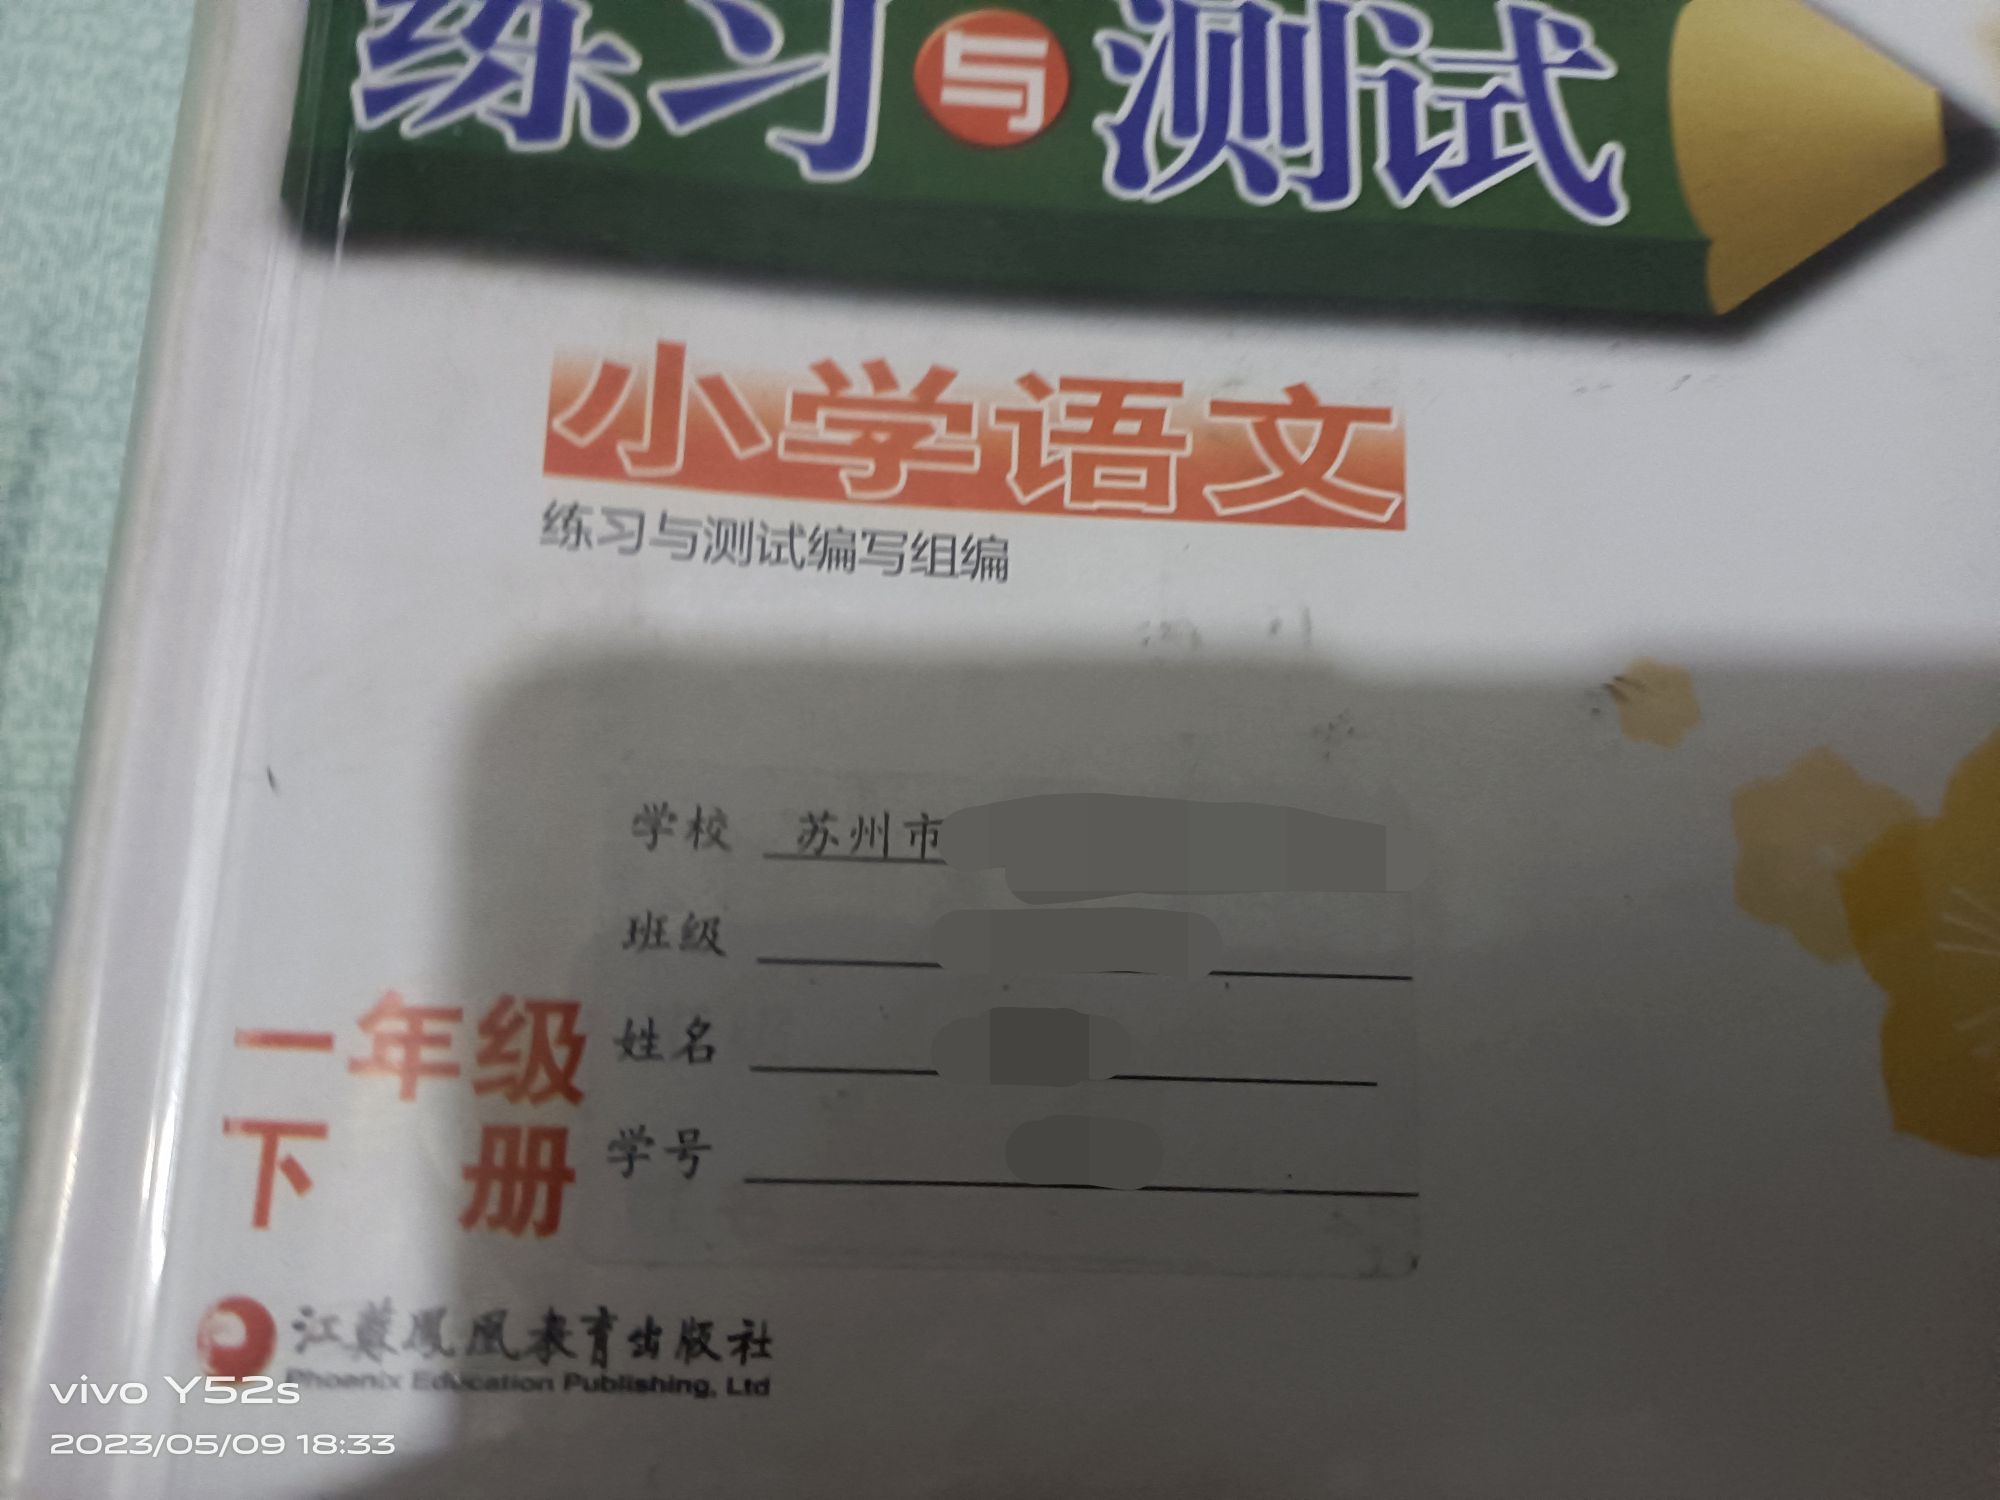 练习与测试
小学语文
练习与测试编写组编
学校 苏州市
班级
姓名
学号
一年级
下册
江苏凤凰教育出版社
Phoenix Education Publishing, Ltd
vivo Y52s
2023/05/09 18:33